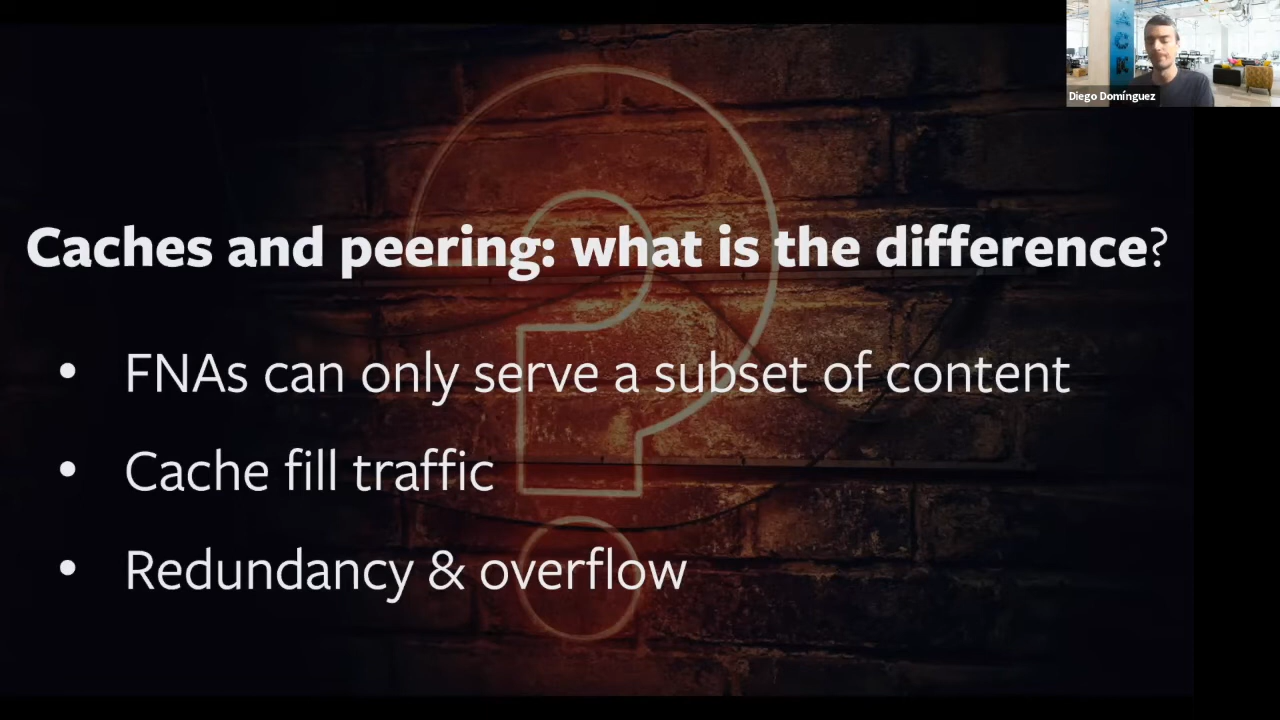 ACK
Diego Domínguez
Caches and peering: what is the difference?
• FNAs can only serve a subset of content
• Cache fill traffic
• Redundancy & overflow